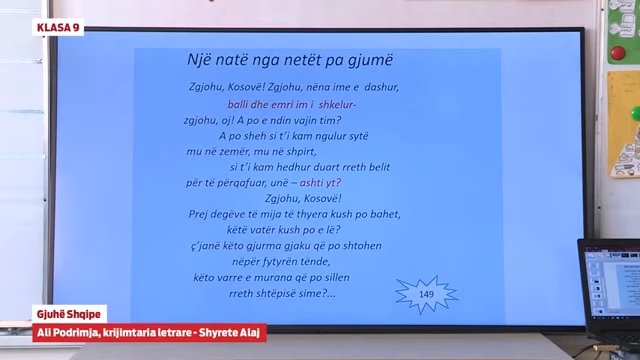 KLASA 9
Një natë nga netët pa gjumë
Zgjohu, Kosovë! Zgjohu, nëna ime e dashur,
balli dhe emri im i shkelur-
zgjohu, oj! A po e ndin vajin tim?
A po sheh si t’i kam ngulur sytë
mu në zemër, mu në shpirt,
si t’i kam hedhur duart rreth belit
për të përqafuar, unë – ashti yt?
Zgjohu, Kosovë!
Prej degëve të mija të thyera kush po bahet,
këtë vatër kush po e lë?
ç’janë këto gjurma gjaku që po shtohen
nëpër fytyrën tënde,
këto varre e murana që po sillen
rreth shtëpisë sime?...
149
Gjuhë Shqipe
Ali Podrimja, krijimtaria letrare - Shyrete Alaj